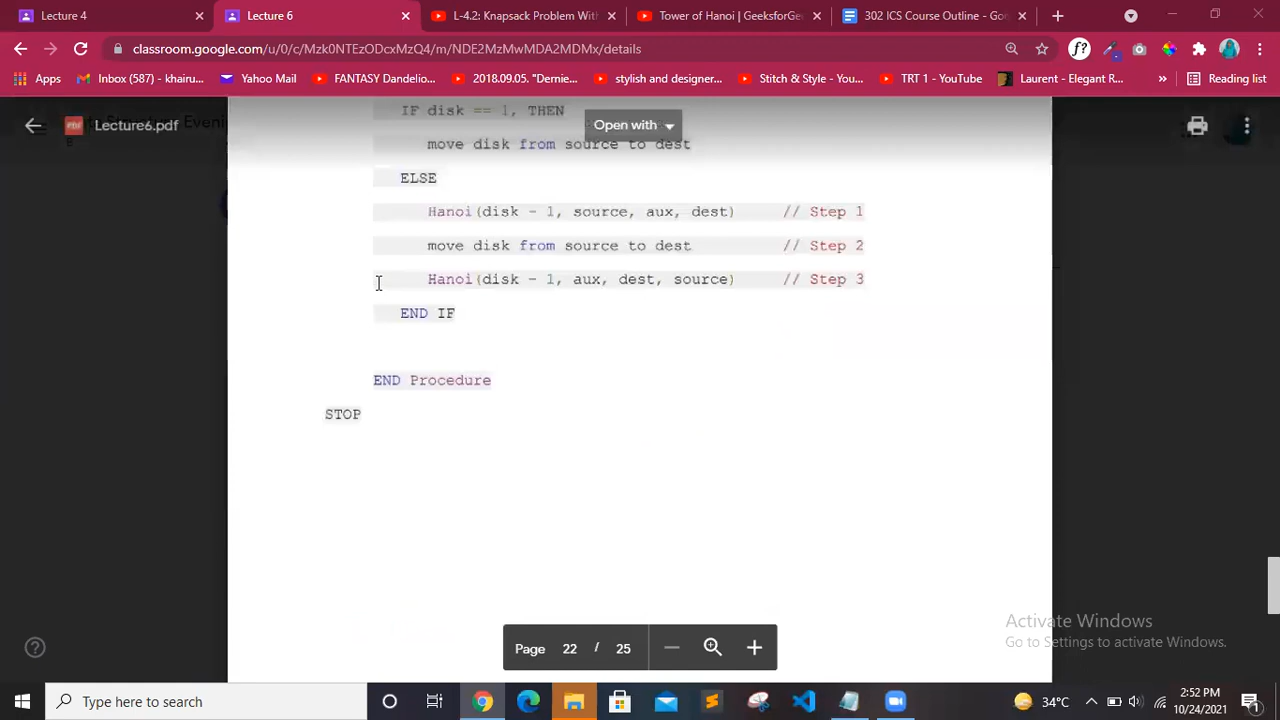 Lecture 4
Lecture 6
L-4.2: Knapsack Problem With
Tower of Hanoi | GeeksforGe
302 ICS Course Outline - Goo
classroom.google.com/u/0/c/Mzk0NTEzODcxMzQ4/m/NDE2MzMwMDA2MDMx/details
Apps
Inbox (587) - khairu...
Yahoo Mail
FANTASY Dandelio...
2018.09.05. "Dernie...
stylish and designer...
Stitch & Style - You...
TRT 1 - YouTube
Laurent - Elegant R...
»
Reading list
PDF
Lecture6.pdf
Open with
IF disk == 1, THEN
move disk from source to dest
ELSE
Hanoi(disk - 1, source, aux, dest) // Step 1
move disk from source to dest // Step 2
Hanoi(disk - 1, aux, dest, source) // Step 3
END IF
END Procedure
STOP
Page 22 / 25
Activate Windows
Go to Settings to activate Windows.
Type here to search
34°C
2:52 PM
10/24/2021